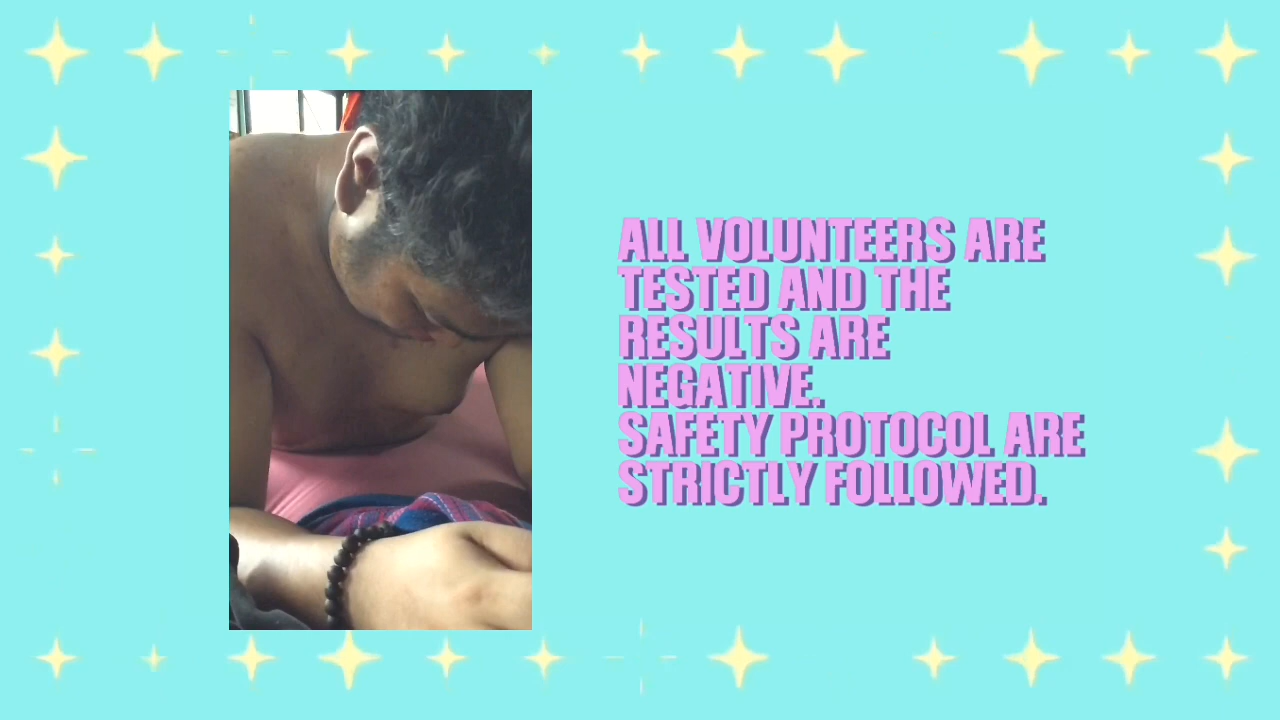 ALL VOLUNTEERS ARE
TESTED AND THE
RESULTS ARE
NEGATIVE.
SAFETY PROTOCOL ARE
STRICTLY FOLLOWED.